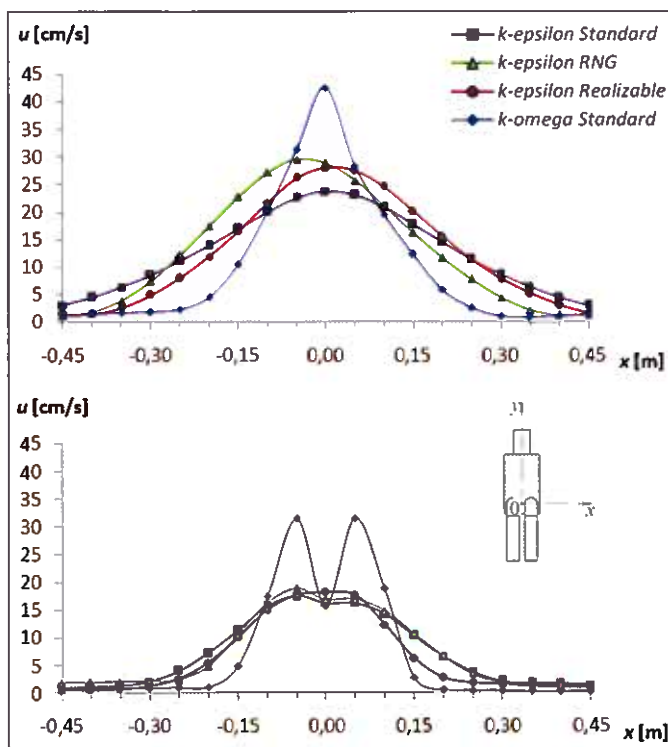 u [cm/s]
k-epsilon Standard
k-epsilon RNG
k-epsilon Realizable
k-omega Standard
45
40
35
30
25
20
15
10
5
0
-0,45 -0,30 -0,15 0,00 0,15 0,30 0,45
x [m]
u [cm/s]
45
40
35
30
25
20
15
10
5
0
-0,45 -0,30 -0,15 0,00 0,15 0,30 0,45
x [m]
0
x